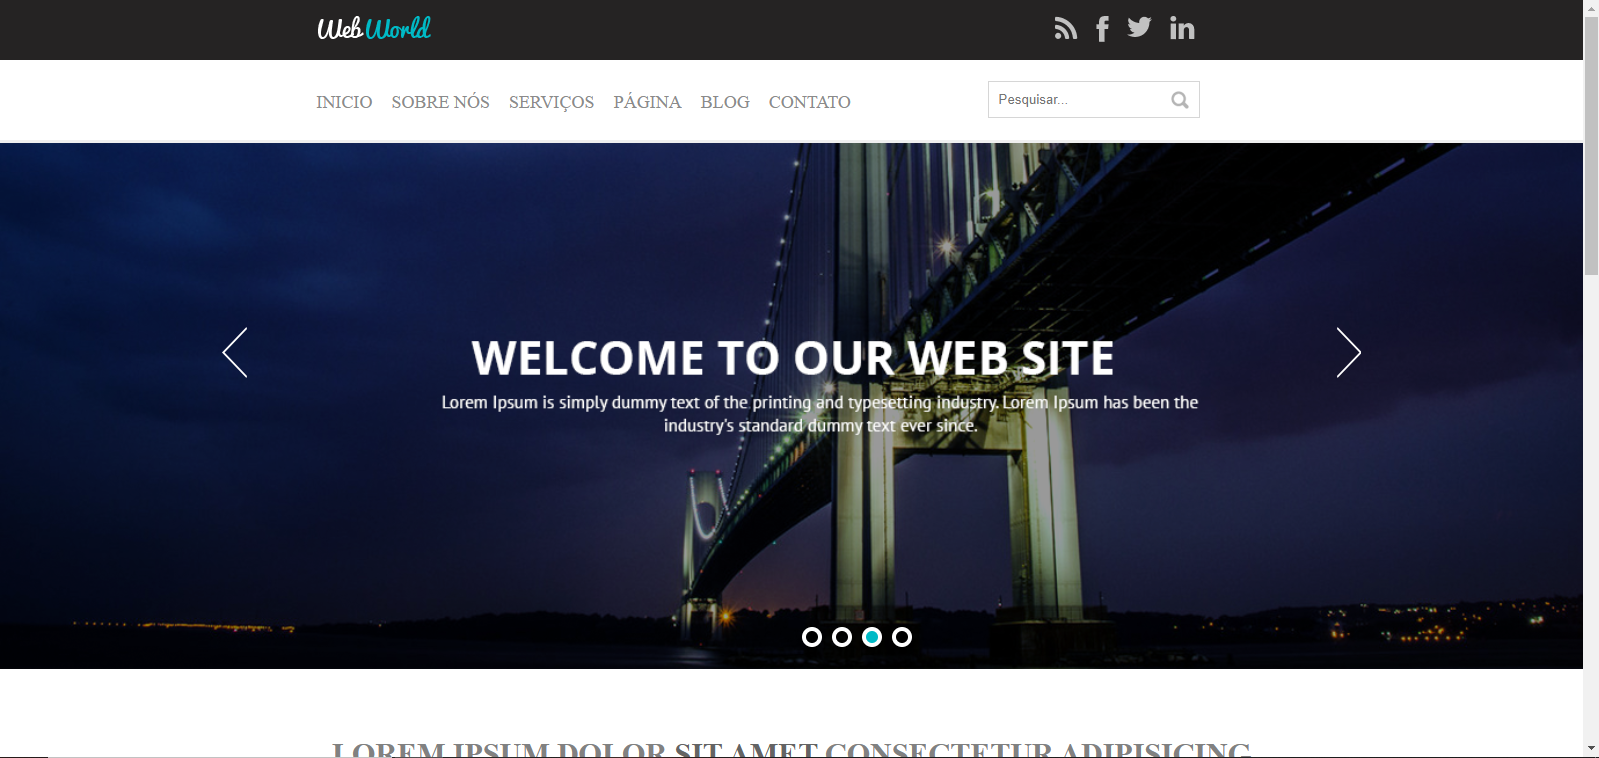 Web World
INICIO SOBRE NÓS SERVIÇOS PÁGINA BLOG CONTATO
Pesquisar...
WELCOME TO OUR WEB SITE
Lorem Ipsum is simply dummy text of the printing and typesetting industry. Lorem Ipsum has been the
industry's standard dummy text ever since.
LOREM IPSUM DOLOR SIT AMET CONSECTETUR ADIPISICING